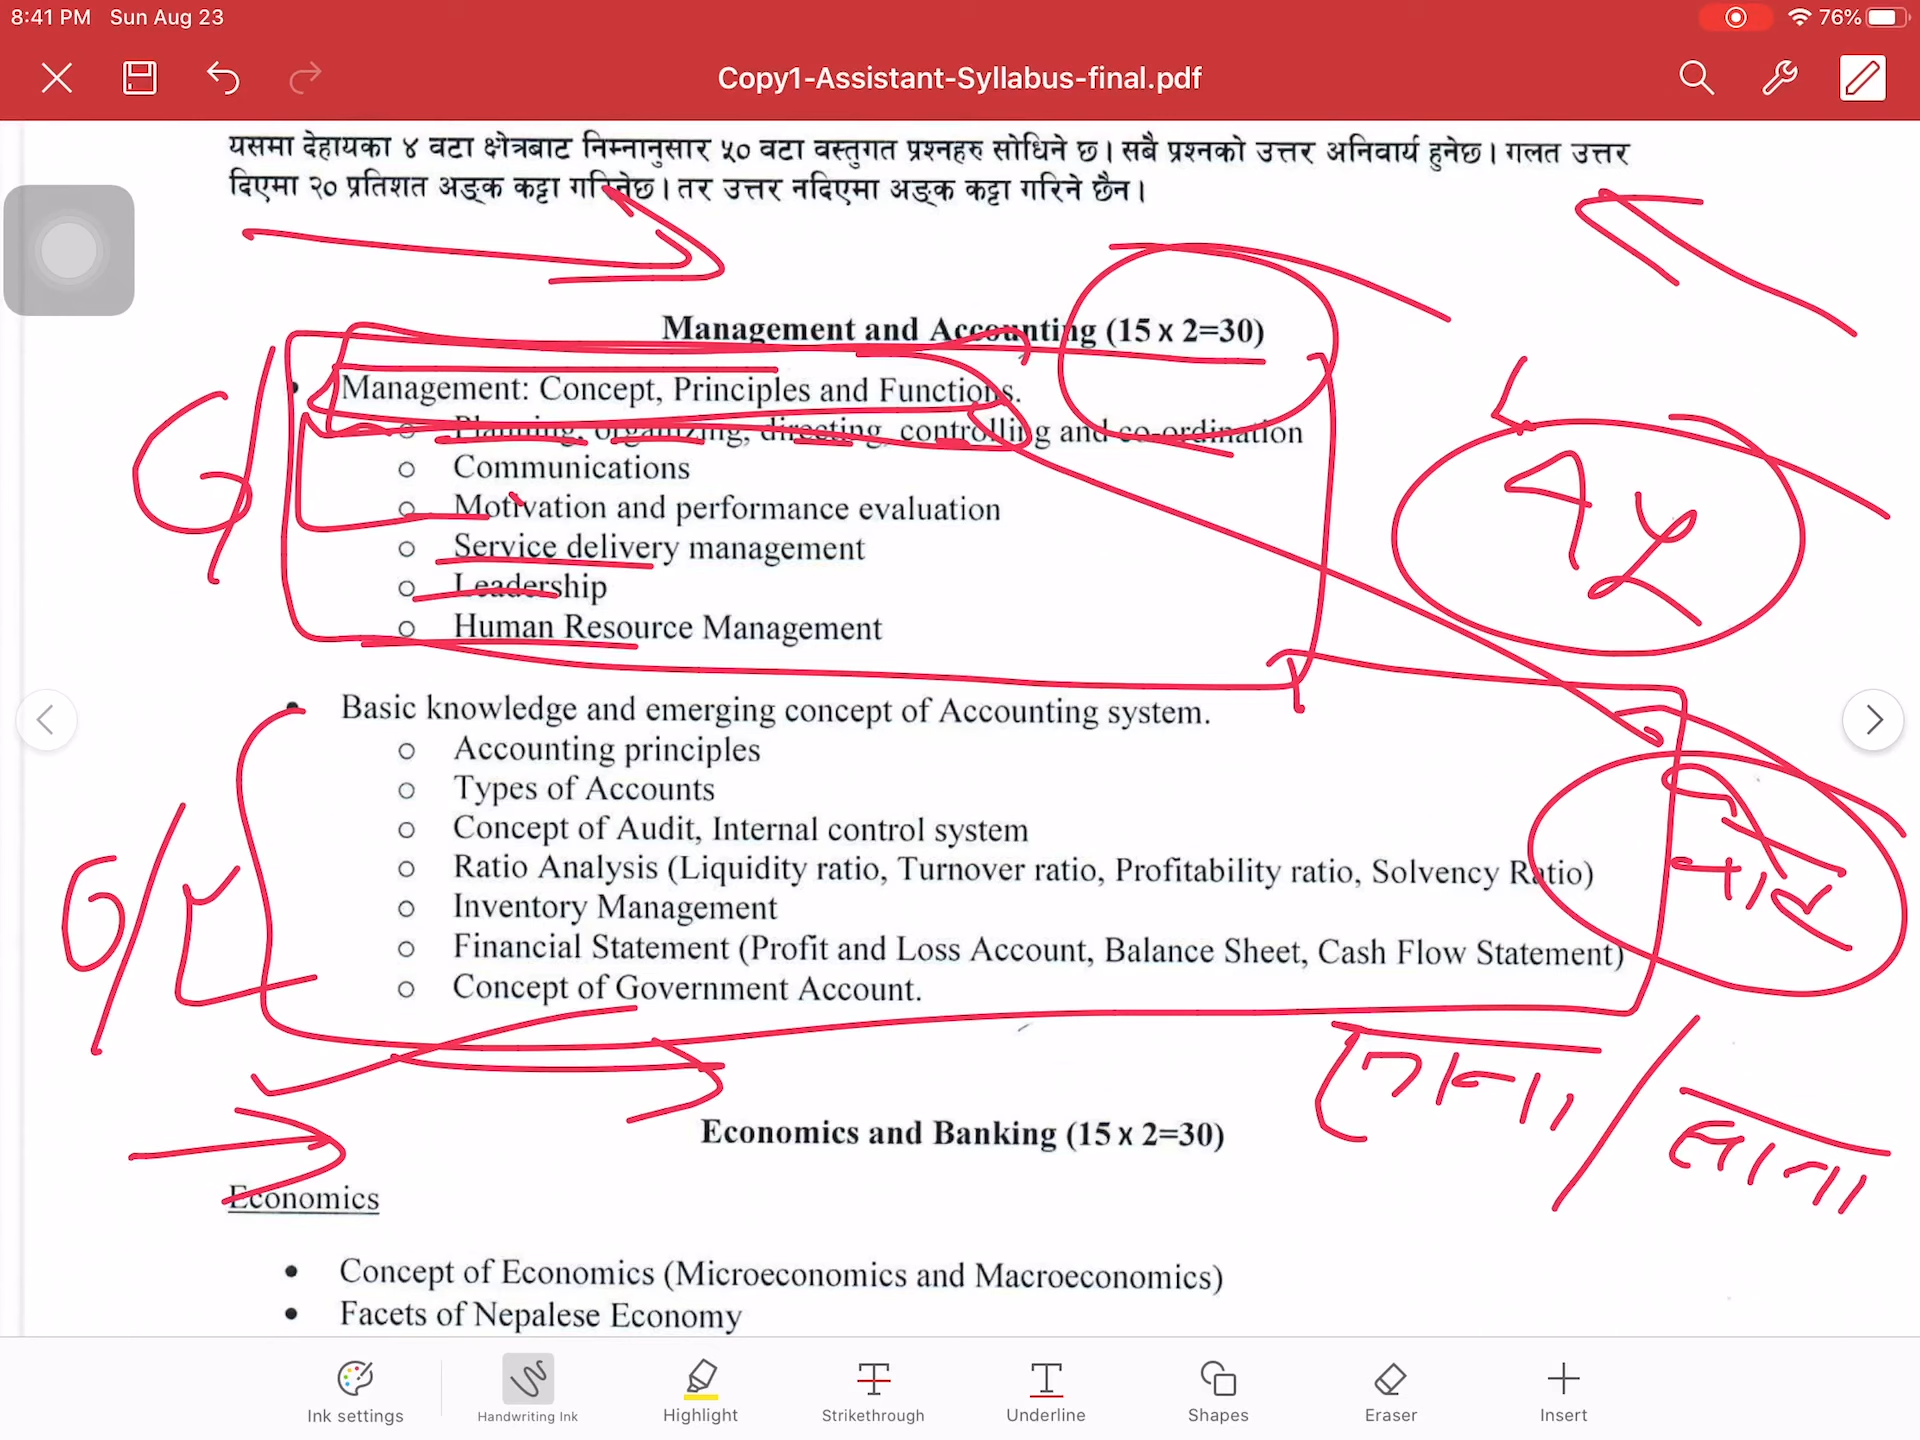 8:41 PM Sun Aug 23
76%
Copy1-Assistant-Syllabus-final.pdf
यसमा देहायका ४ वटा क्षेत्रबाट निम्नानुसार ५० वटा वस्तुगत प्रश्नहरु सोधिने छ। सबै प्रश्नको उत्तर अनिवार्य हुनेछ। गलत उत्तर
दिएमा २० प्रतिशत अङ्क कट्टा गरिनेछ। तर उत्तर नदिएमा अङ्क कट्टा गरिने छैन।
Management and Accounting (15 x 2=30)
Management: Concept, Principles and Functions.
Planning, organizing, directing, controlling and co-ordination
Communications
Motivation and performance evaluation
Service delivery management
Leadership
Human Resource Management
Basic knowledge and emerging concept of Accounting system.
Accounting principles
Types of Accounts
Concept of Audit, Internal control system
Ratio Analysis (Liquidity ratio, Turnover ratio, Profitability ratio, Solvency Ratio)
Inventory Management
Financial Statement (Profit and Loss Account, Balance Sheet, Cash Flow Statement)
Concept of Government Account.
Economics and Banking (15 x 2=30)
Economics
Concept of Economics (Microeconomics and Macroeconomics)
Facets of Nepalese Economy
Ink settings
Handwriting Ink
Highlight
Strikethrough
Underline
Shapes
Eraser
Insert